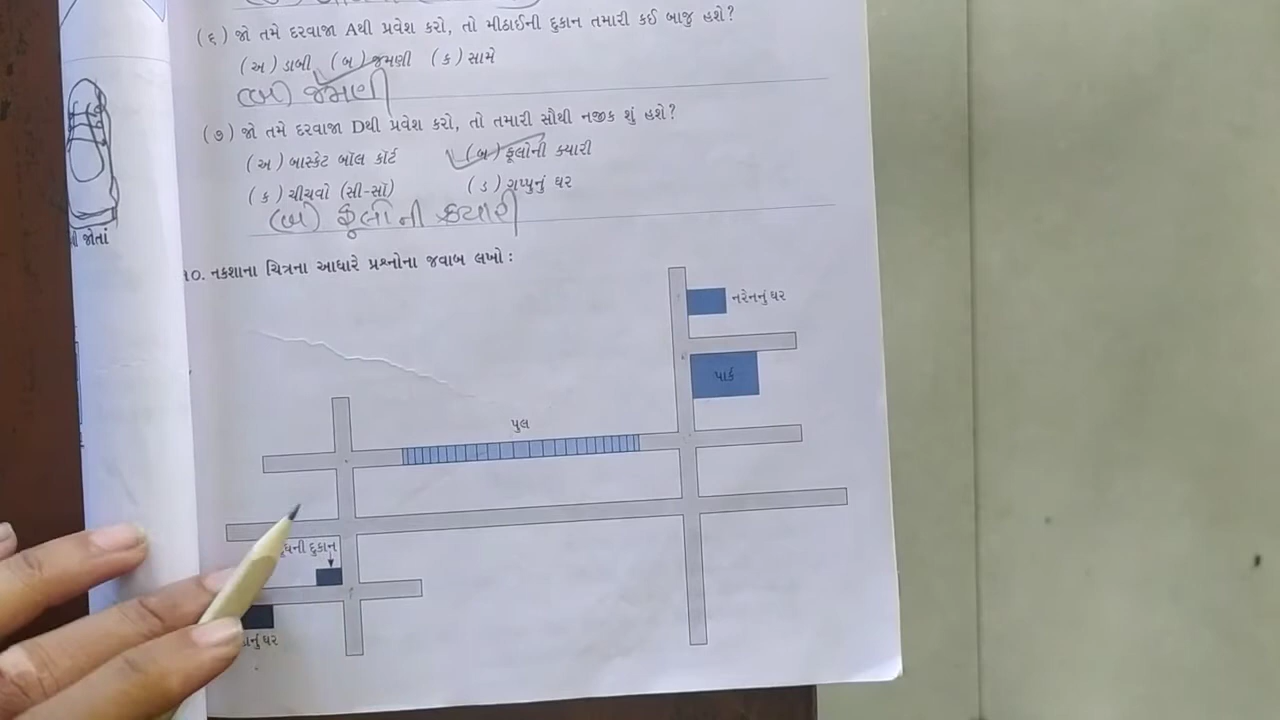 (૬) જો તમે દરવાજા Aથી પ્રવેશ કરો, તો મીઠાઈની દુકાન તમારી કઈ બાજુ હશે?
(અ) ડાબી (બ) જમણી (ક) સામે
(બ) જમણી
(૭) જો તમે દરવાજા Dથી પ્રવેશ કરો, તો તમારી સૌથી નજીક શું હશે?
(અ) બાસ્કેટ બૉલ કૉર્ટ (બ) ફૂલોની ક્યારી
(ક) ચીચવો (સી-સૉ) (ડ) ગપ્પુનું ઘર
(બ) ફૂલોની ક્યારી
જોતાં
૧૦. નકશાના ચિત્રના આધારે પ્રશ્નોના જવાબ લખો :
નરેનનું ઘર
પાર્ક
પુલ
દુકાન
ઘર